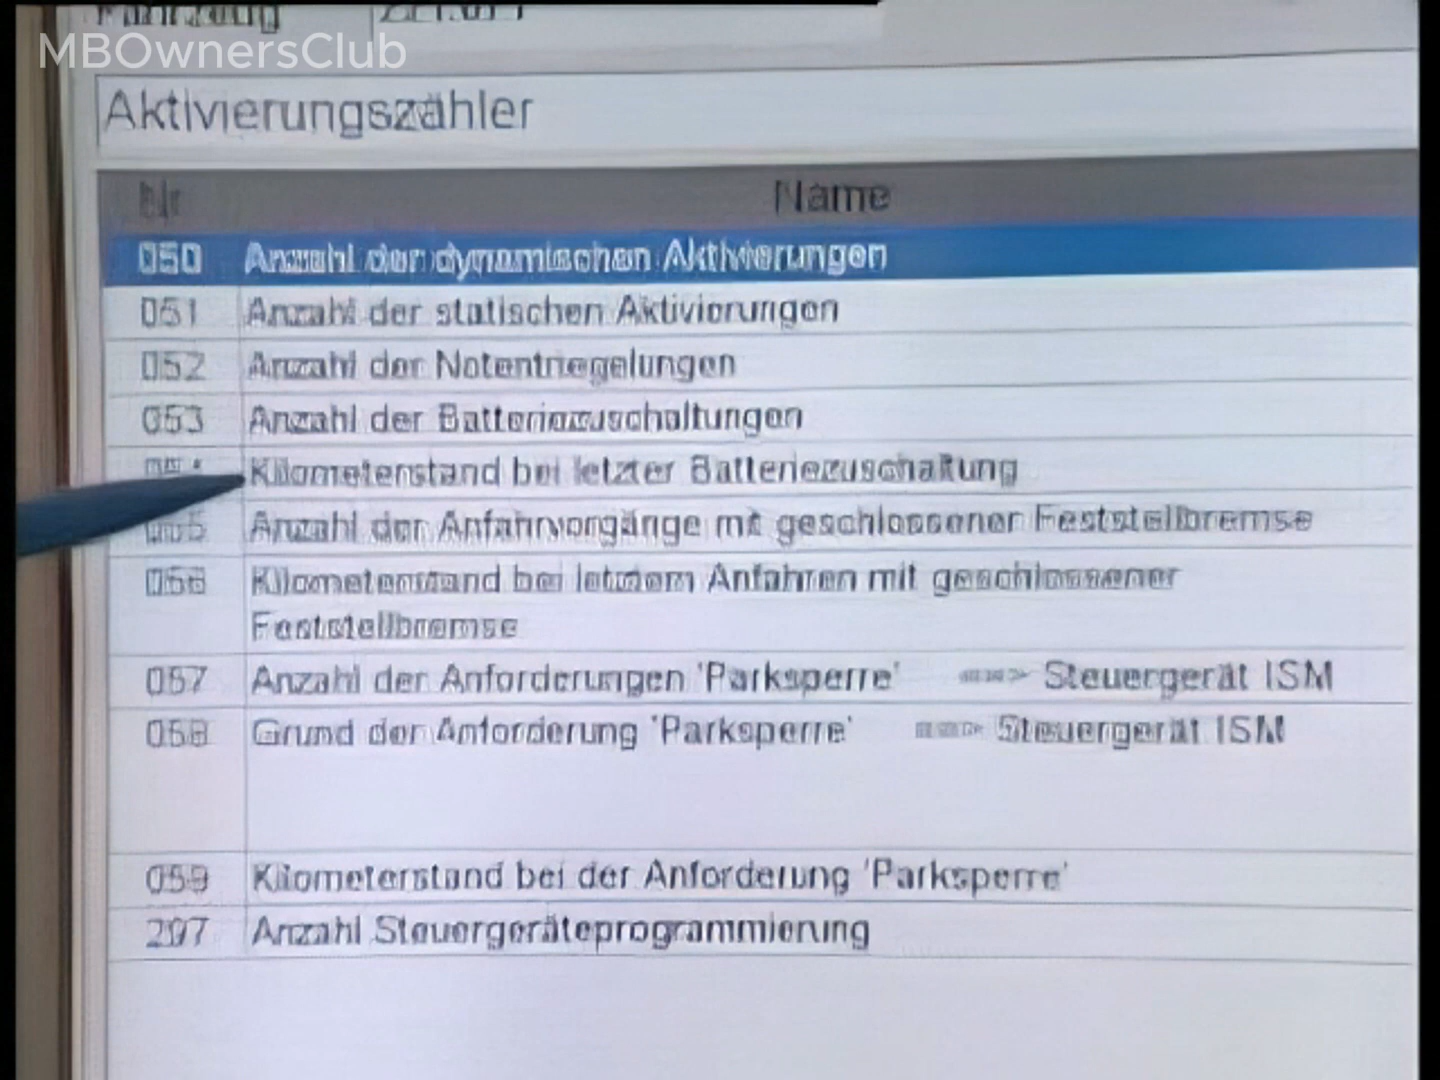 MBOwnersClub
Aktivierungszähler
Nr Name
050 Anzahl der dynamischen Aktivierungen
051 Anzahl der statischen Aktivierungen
052 Anzahl der Notentriegelungen
053 Anzahl der Batteriezuschaltungen
Kilometerstand bei letzter Batteriezuschaltung
055 Anzahl der Anfahrvorgänge mit geschlossener Feststellbremse
056 Kilometerstand bei letztem Anfahren mit geschlossener
Feststellbremse
057 Anzahl der Anforderungen 'Parksperre' ===> Steuergerät ISM
058 Grund der Anforderung 'Parksperre' ===> Steuergerät ISM
059 Kilometerstand bei der Anforderung 'Parksperre'
297 Anzahl Steuergeräteprogrammierung